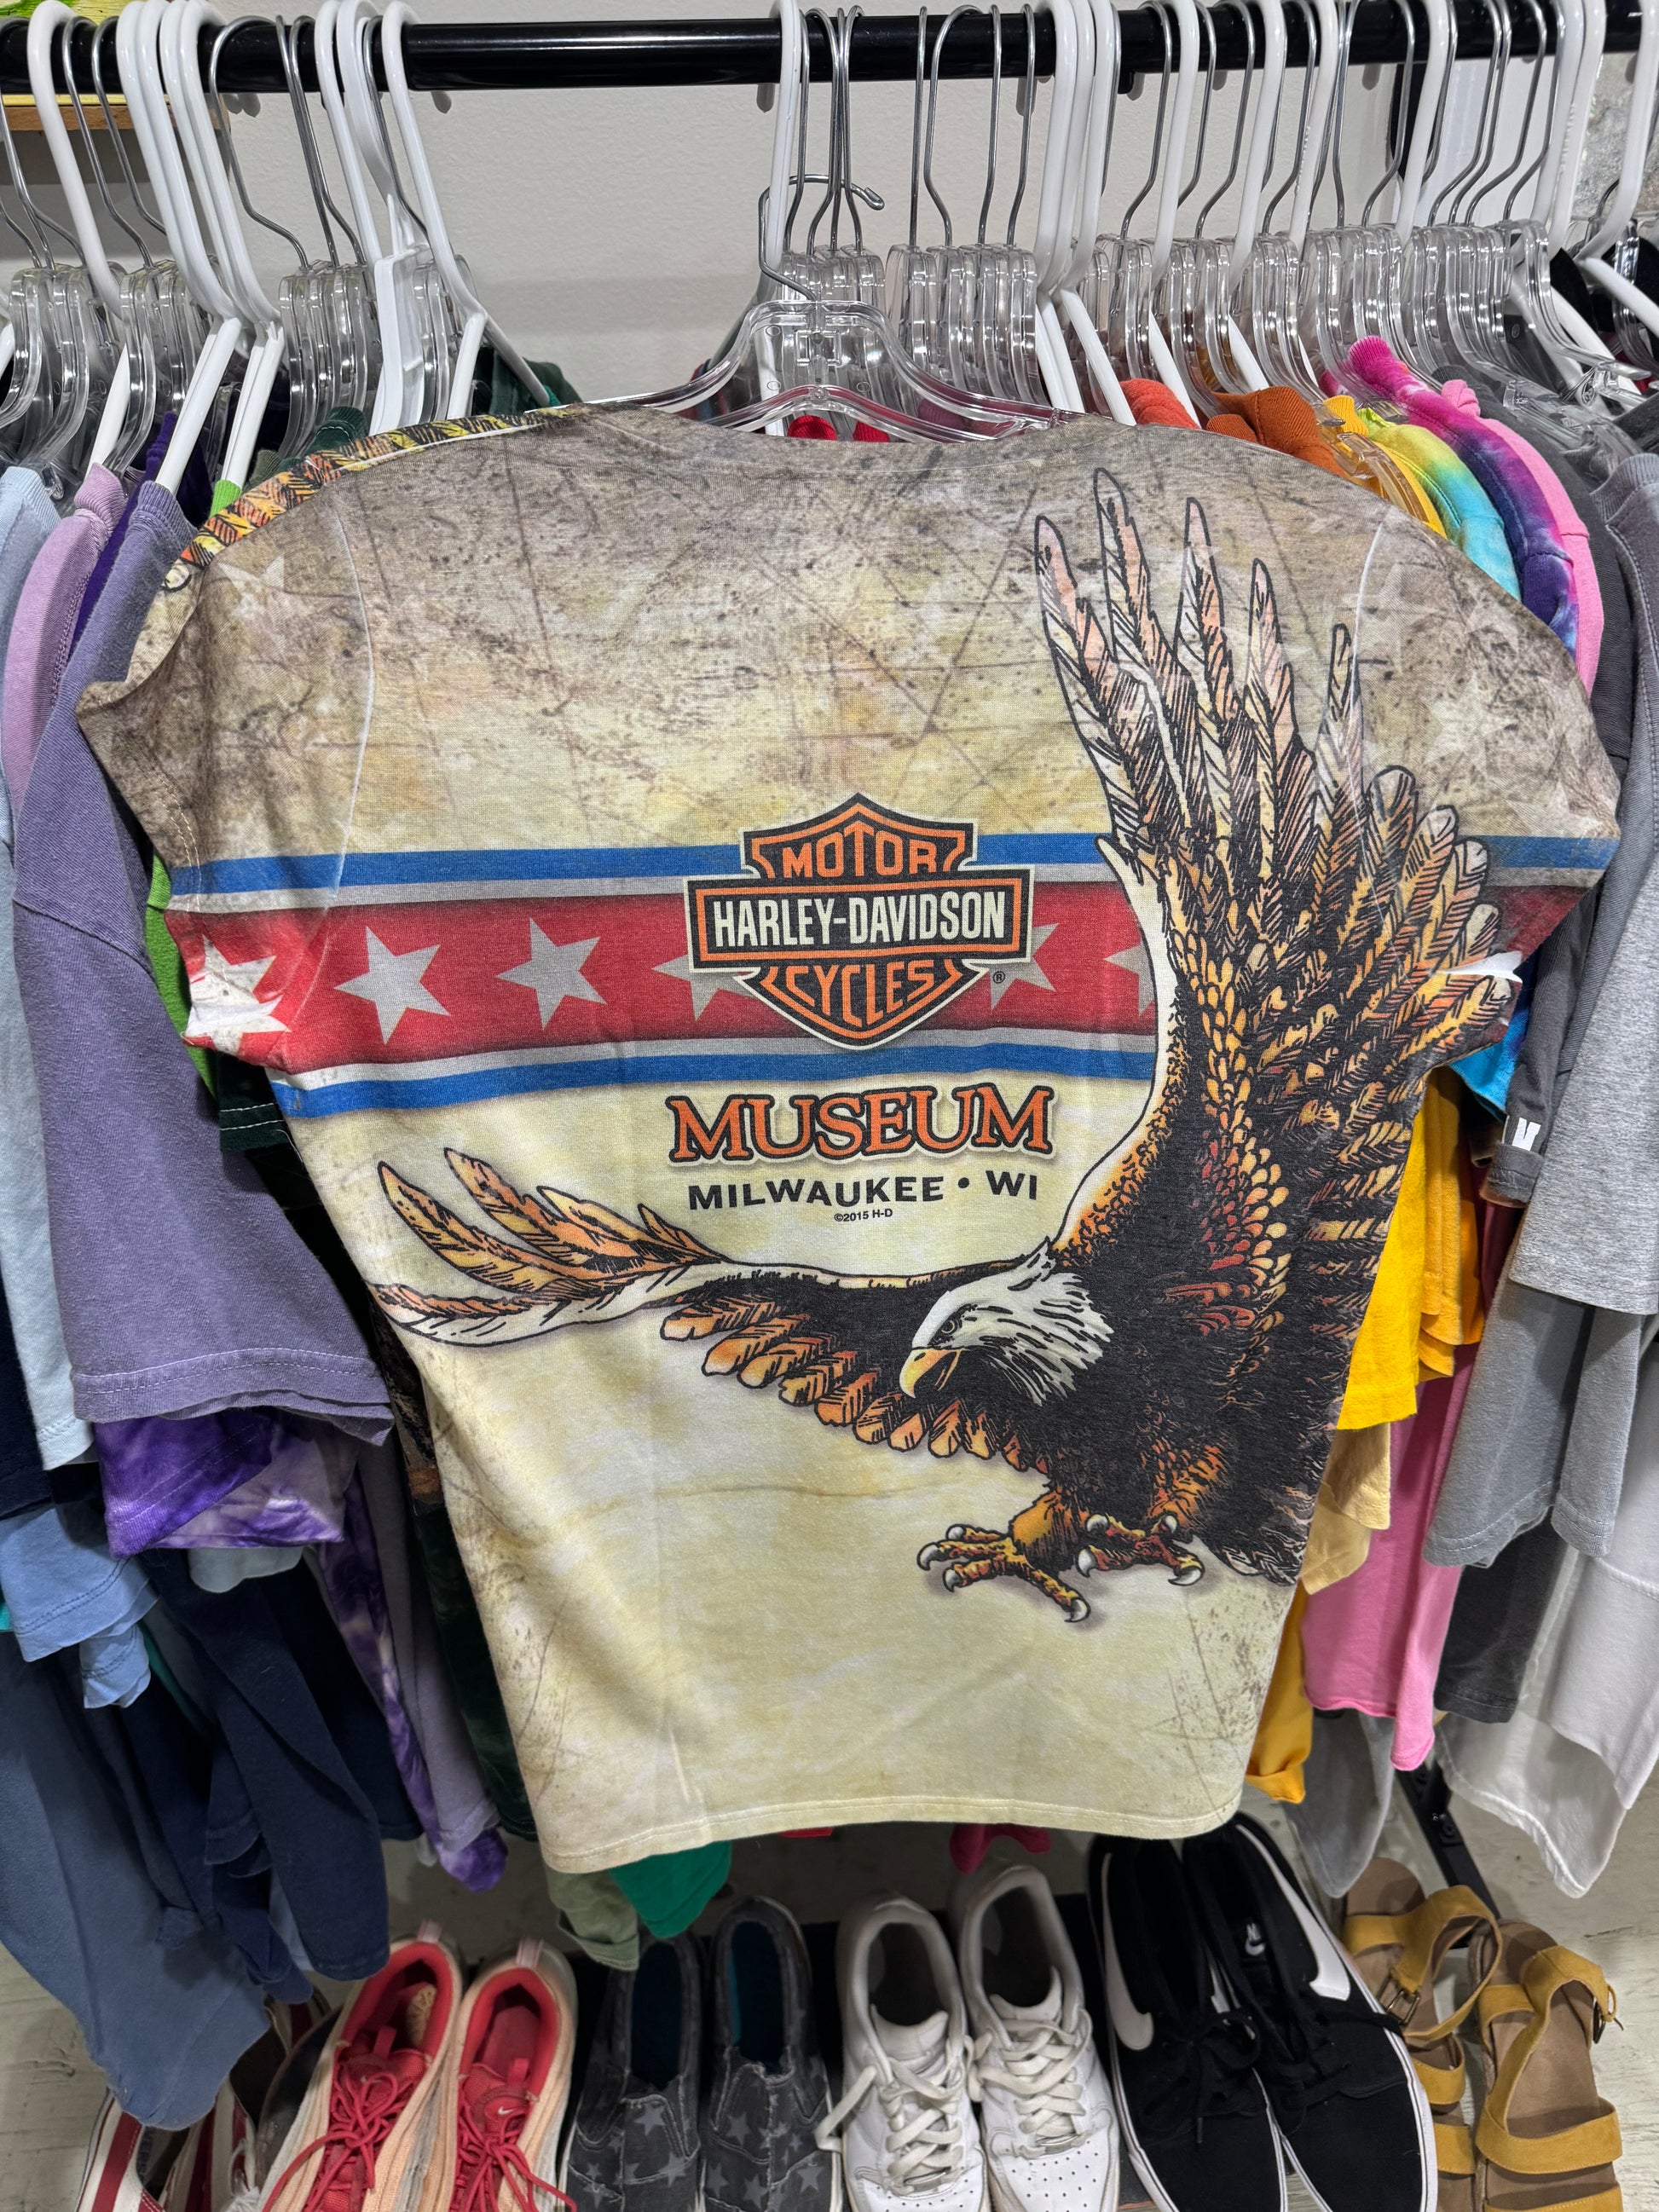 MOTOR
HARLEY-DAVIDSON
CYCLES
®
MUSEUM
MILWAUKEE • WI
©2015 H-D